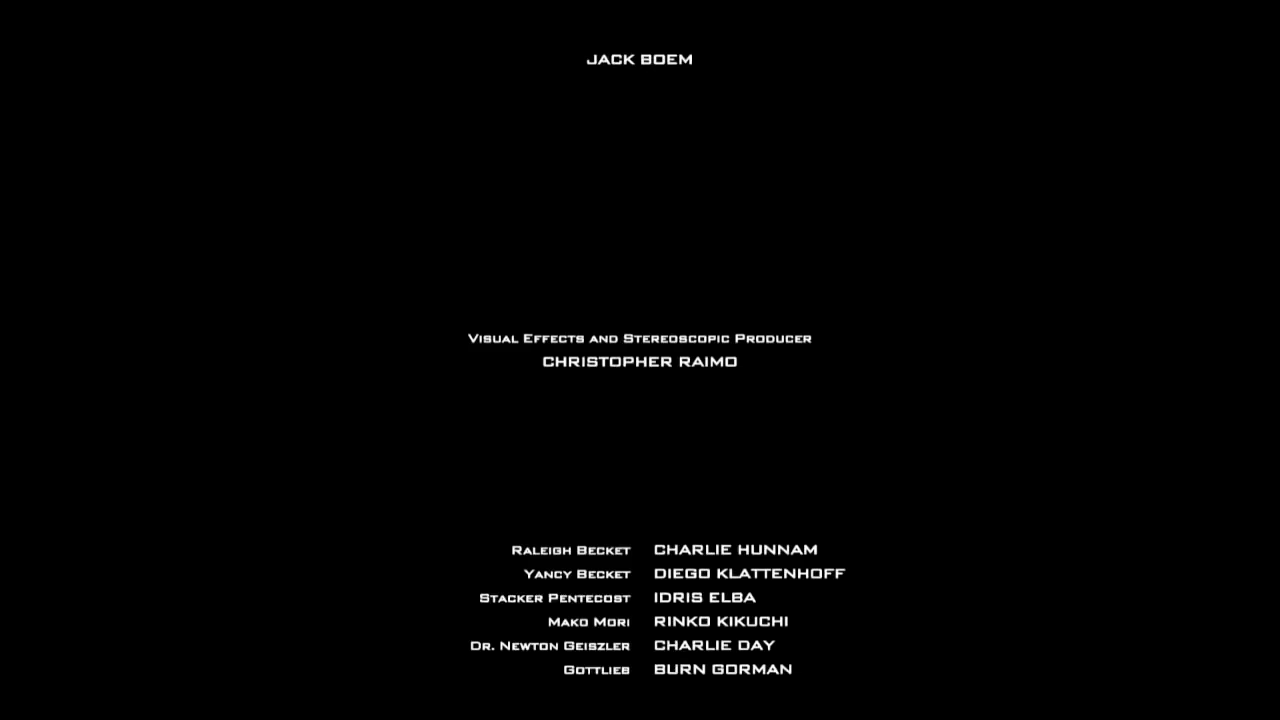 JACK BOEM
VISUAL EFFECTS AND STEREOSCOPIC PRODUCER
CHRISTOPHER RAIMO
RALEIGH BECKET CHARLIE HUNNAM
YANCY BECKET DIEGO KLATTENHOFF
STACKER PENTECOST IDRIS ELBA
MAKO MORI RINKO KIKUCHI
DR. NEWTON GEISZLER CHARLIE DAY
GOTTLIEB BURN GORMAN